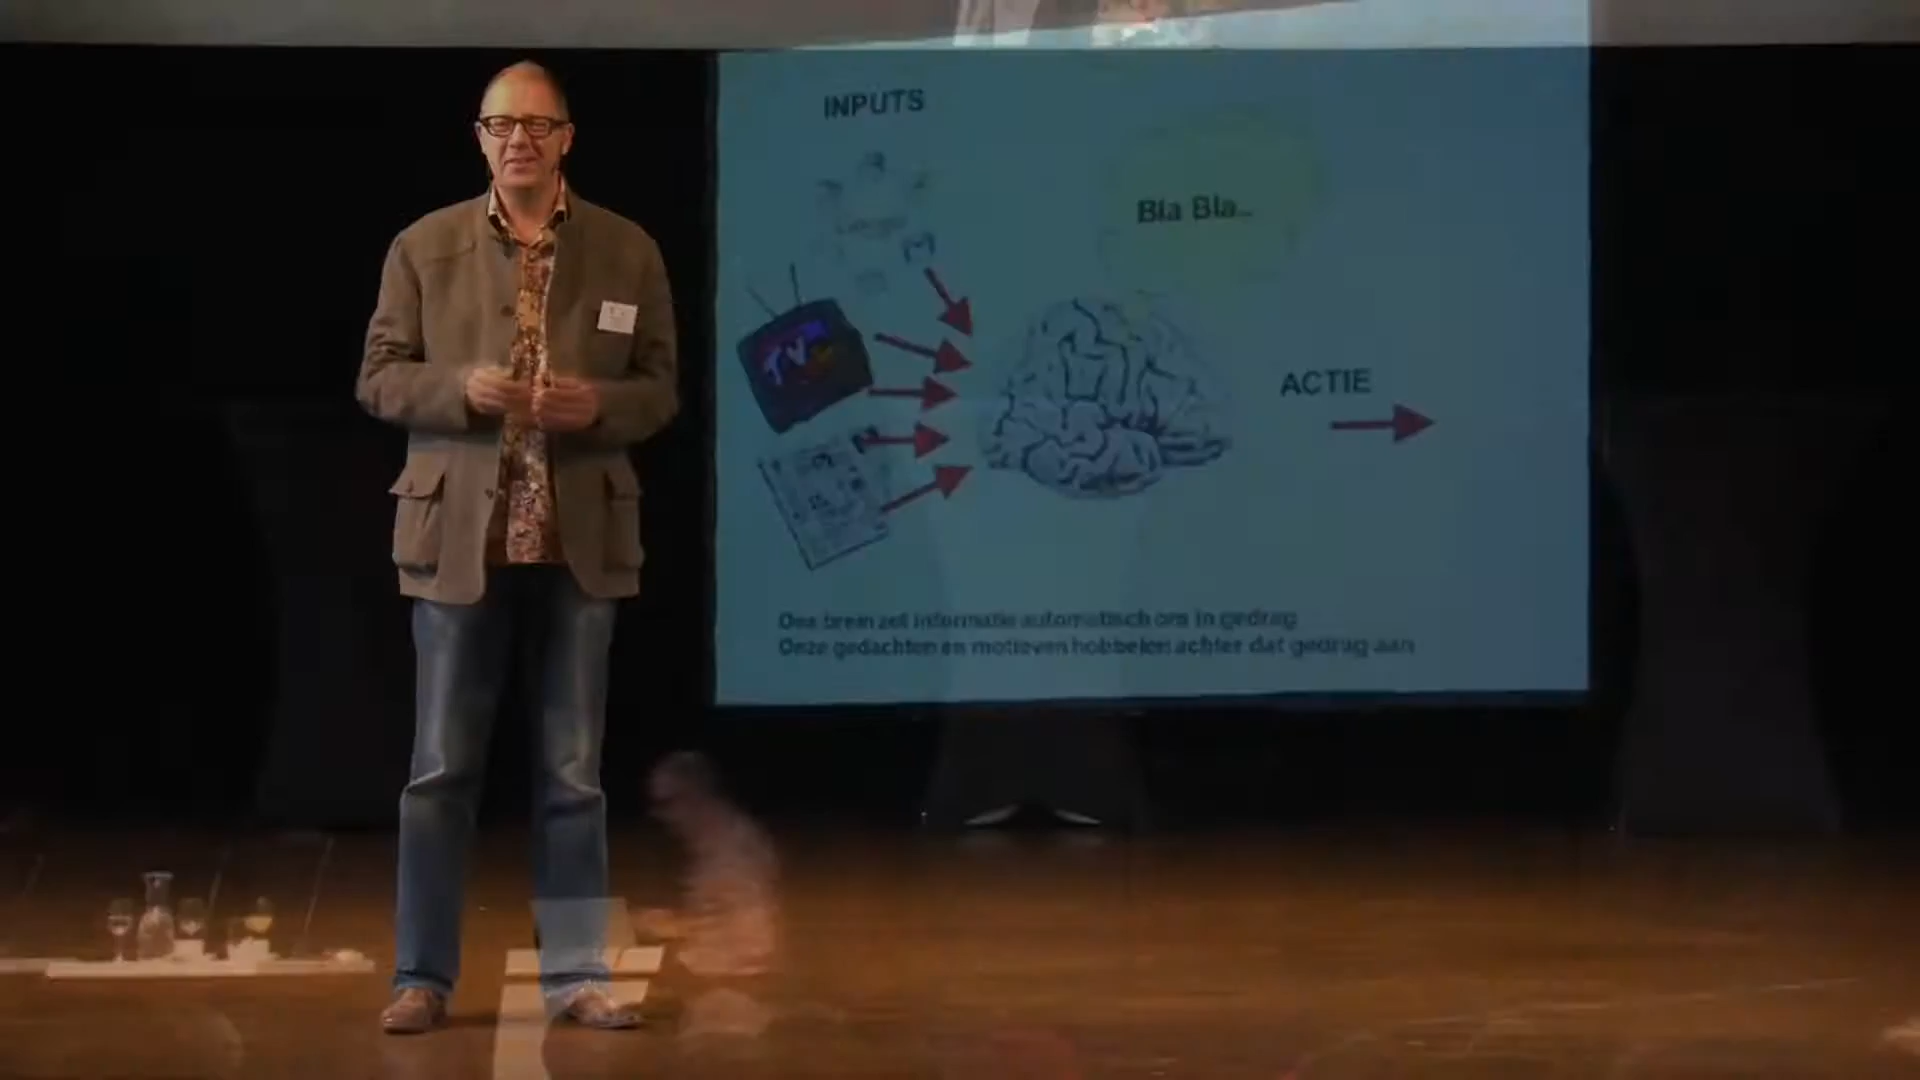 INPUTS
Bla Bla..
TV
ACTIE
Ons brein zet informatie automatisch om in gedrag
Onze gedachten en motieven hobbelen achter dat gedrag aan